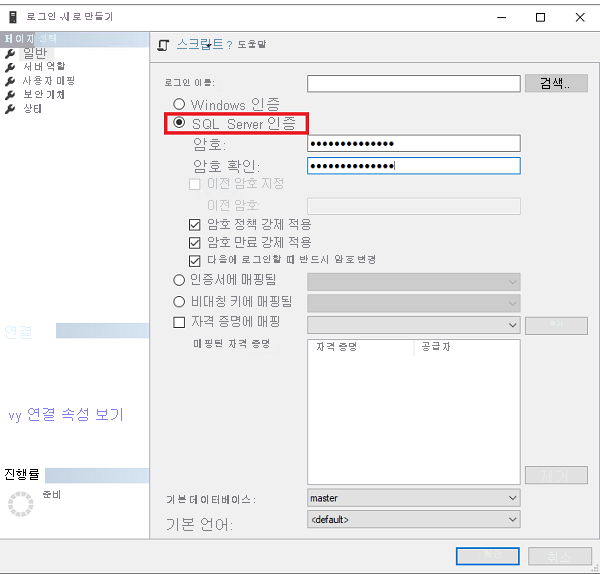 로그인 -새로 만들기
페이지 선택
일반
서버 역할
사용자 매핑
보안 개체
상태
스크립트 ? 도움말
로그인 이름:
검색..
Windows 인증
SQL Server 인증
암호:
암호 확인:
이전 암호 지정
이전 암호:
암호 정책 강제 적용
암호 만료 강제 적용
다음에 로그인할 때 반드시 암호 변경
인증서에 매핑됨
비대칭 키에 매핑됨
자격 증명에 매핑
매핑된 자격 증명
자격 증명
공급자
연결
vy 연결 속성 보기
진행률
준비
제거
기본 데이터베이스 :
master
기본 언어:
<default>
취소